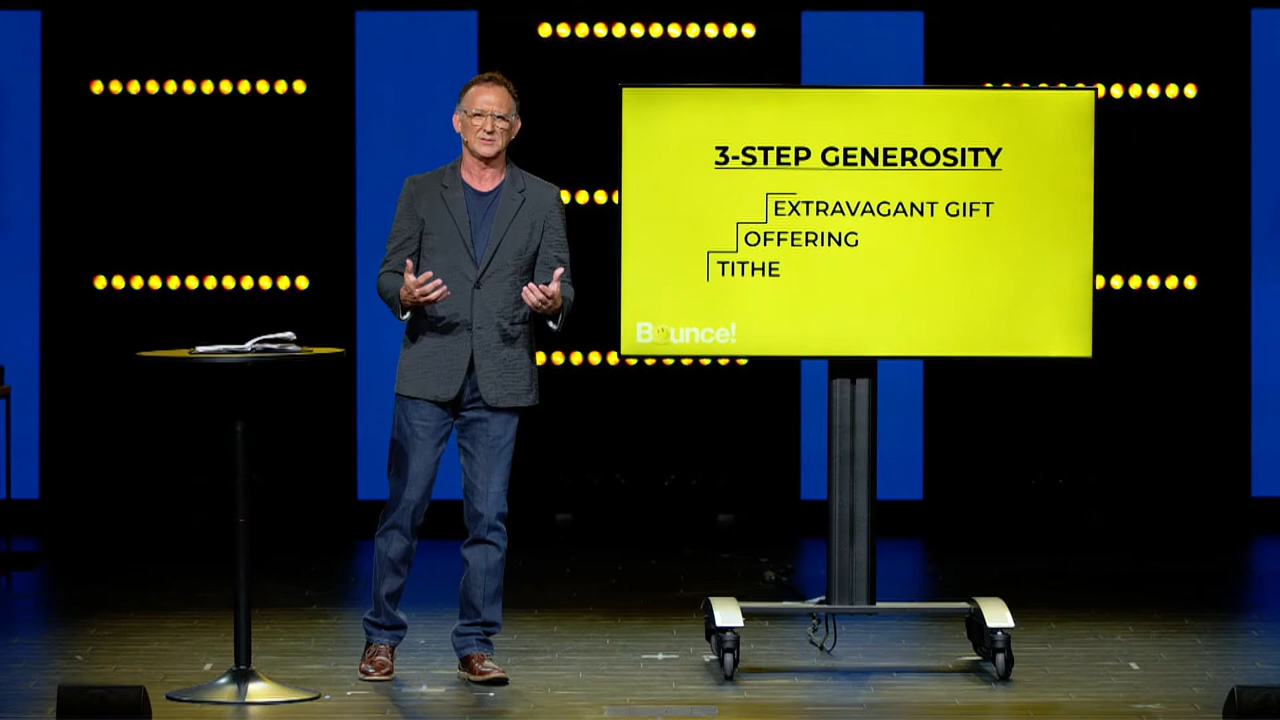 3-STEP GENEROSITY
EXTRAVAGANT GIFT
OFFERING
TITHE
Bounce!